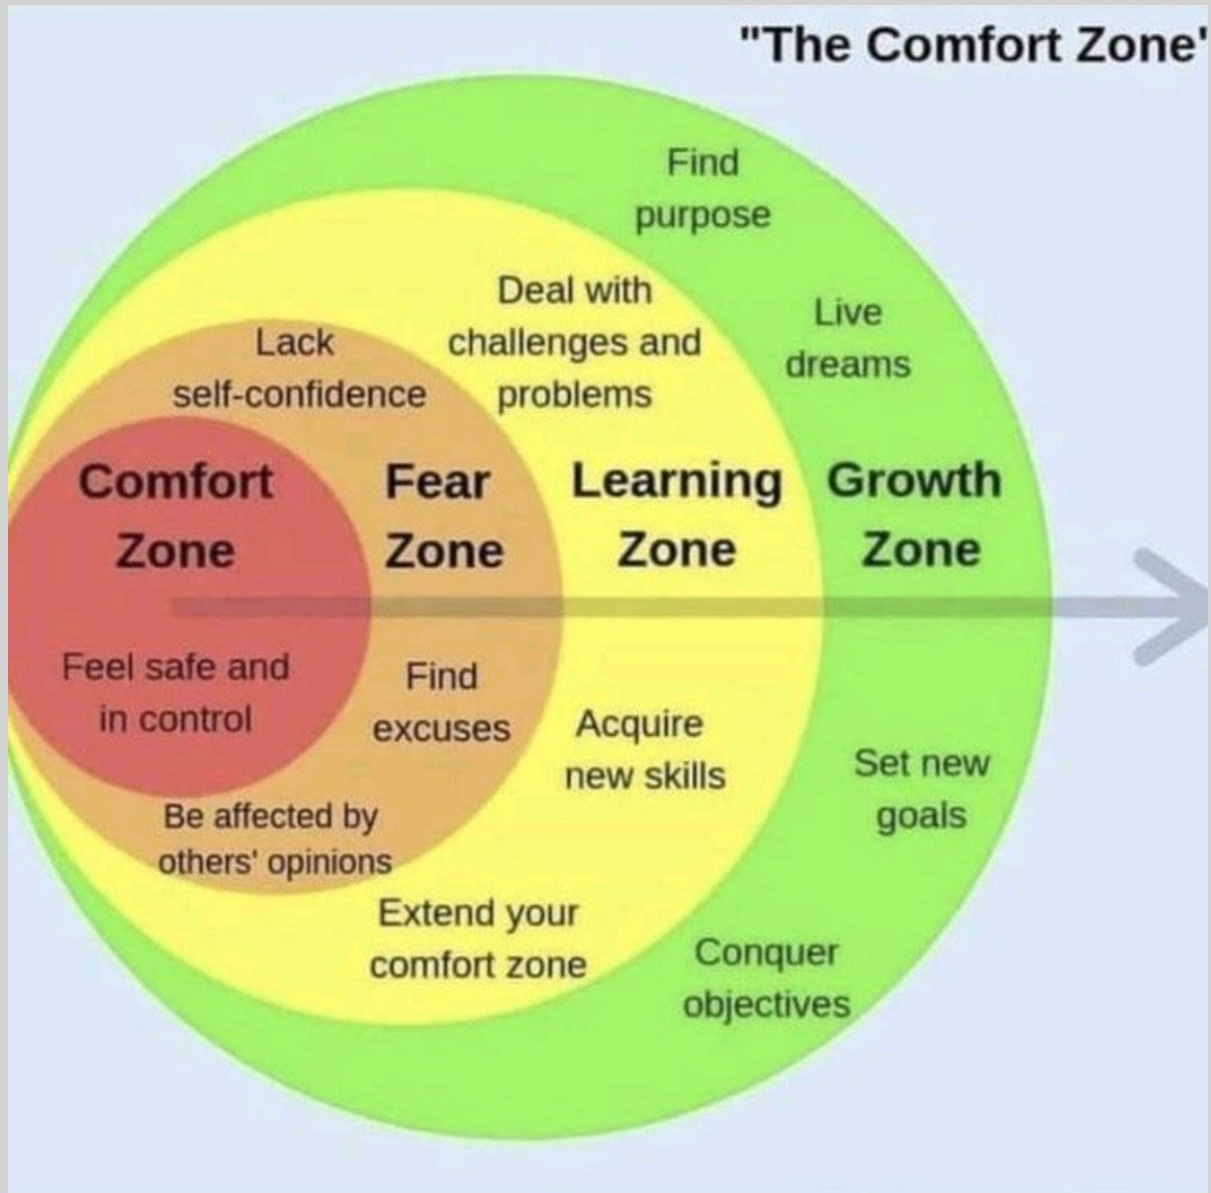 "The Comfort Zone"
Find
purpose
Deal with
challenges and
problems
Live
dreams
Lack
self-confidence
Comfort
Zone
Fear
Zone
Learning
Zone
Growth
Zone
Feel safe and
in control
Find
excuses
Acquire
new skills
Set new
goals
Be affected by
others' opinions
Extend your
comfort zone
Conquer
objectives